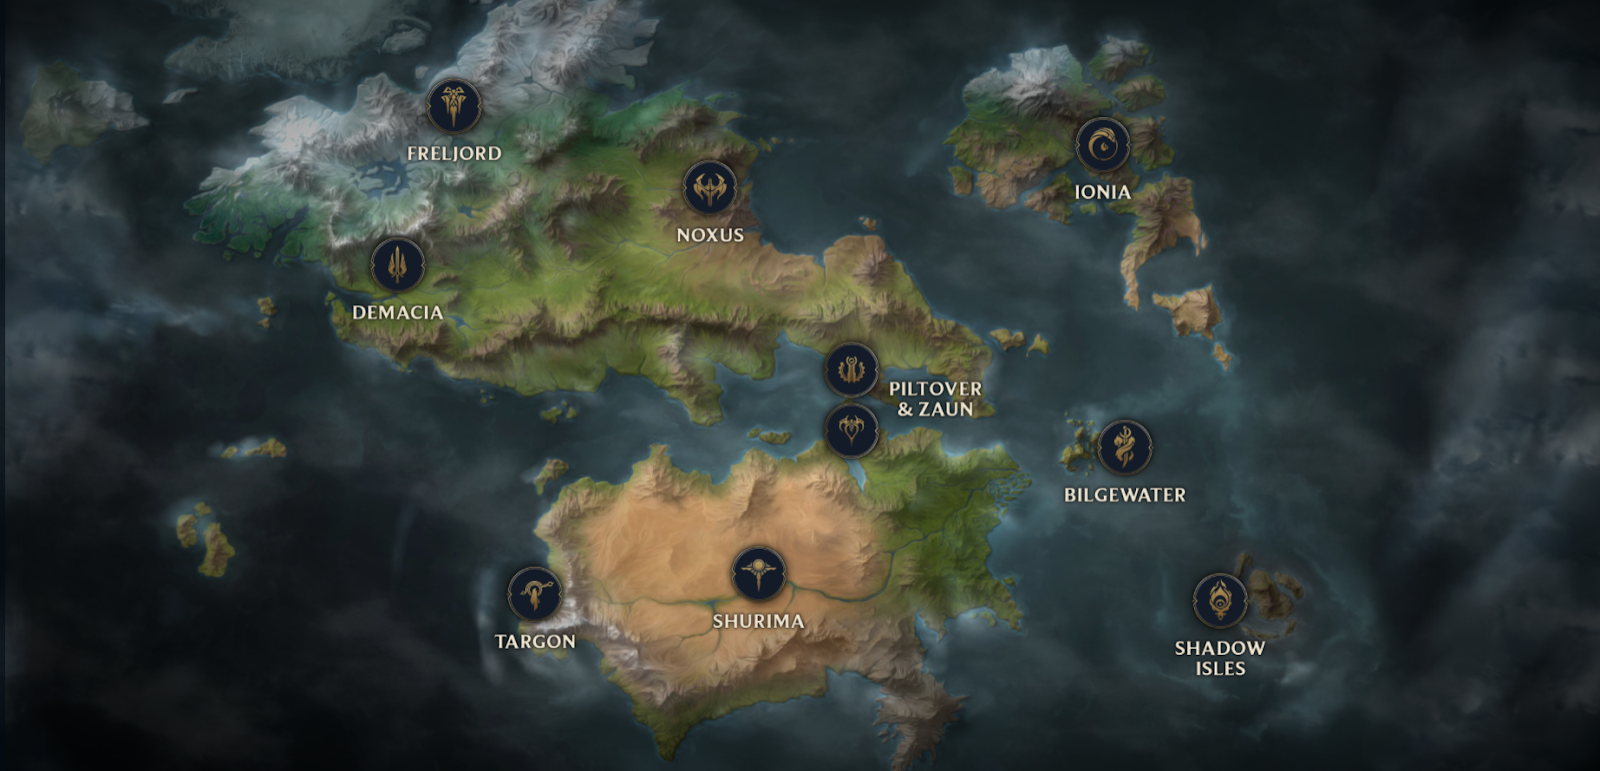 FRELJORD
IONIA
NOXUS
DEMACIA
PILTOVER
& ZAUN
BILGEWATER
SHURIMA
TARGON
SHADOW
ISLES